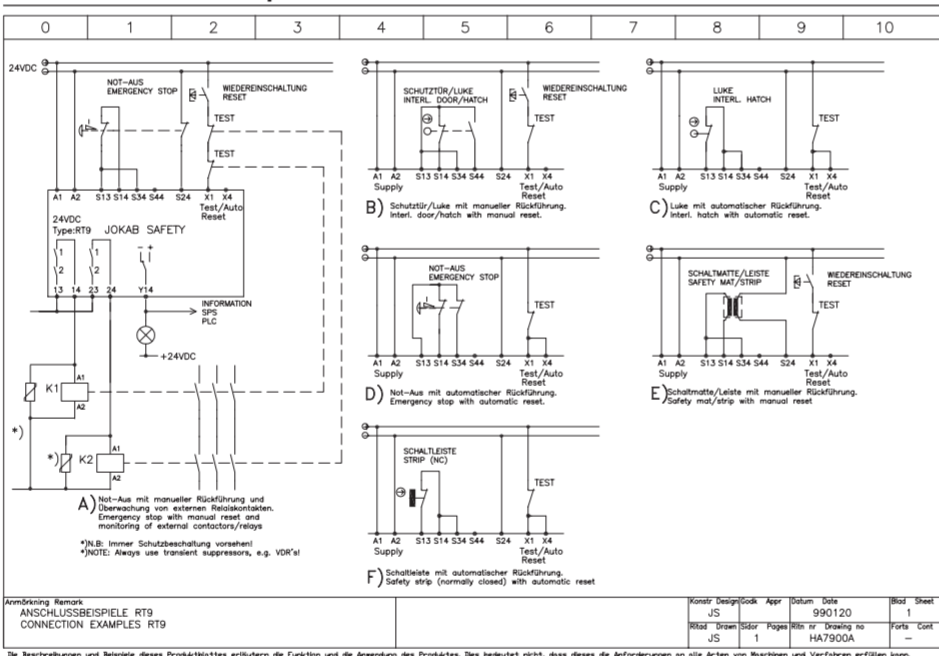 0 1 2 3 4 5 6 7 8 9 10
24VDC
NOT-AUS
EMERGENCY STOP
WIEDEREINSCHALTUNG
RESET
TEST
TEST
A1 A2 S13 S14 S34 S44 S24 X1 X4
Test/Auto
Reset
24VDC
Type:RT9 JOKAB SAFETY
- +
1 1
2 2
13 14 23 24 Y14
INFORMATION
SPS
PLC
+24VDC
K1
A1
A2
*)
*)
K2
A1
A2
A) Not-Aus mit manueller Rückführung und
Überwachung von externen Relaiskontakten.
Emergency stop with manual reset and
monitoring of external contactors/relays
*)N.B: Immer Schutzbeschaltung vorsehen!
*)NOTE: Always use transient suppressors, e.g. VDR's!
SCHUTZTÜR/LUKE
INTERL. DOOR/HATCH
WIEDEREINSCHALTUNG
RESET
TEST
A1 A2 S13 S14 S34 S44 S24 X1 X4
Supply Test/Auto
Reset
B) Schutztür/Luke mit manueller Rückführung.
Interl. door/hatch with manual reset.
LUKE
INTERL. HATCH
TEST
A1 A2 S13 S14 S34 S44 S24 X1 X4
Supply Test/Auto
Reset
C) Luke mit automatischer Rückführung.
Interl. hatch with automatic reset.
NOT-AUS
EMERGENCY STOP
TEST
A1 A2 S13 S14 S34 S44 S24 X1 X4
Supply Test/Auto
Reset
D) Not-Aus mit automatischer Rückführung.
Emergency stop with automatic reset.
SCHALTMATTE/LEISTE
SAFETY MAT/STRIP
WIEDEREINSCHALTUNG
RESET
TEST
A1 A2 S13 S14 S34 S44 S24 X1 X4
Supply Test/Auto
Reset
E) Schaltmatte/Leiste mit manueller Rückführung.
Safety mat/strip with manual reset
SCHALTLEISTE
STRIP (NC)
TEST
A1 A2 S13 S14 S34 S44 S24 X1 X4
Supply Test/Auto
Reset
F) Schaltleiste mit automatischer Rückführung.
Safety strip (normally closed) with automatic reset
Anmörkning Remark
ANSCHLUSSBEISPIELE RT9
CONNECTION EXAMPLES RT9
Konstr Design Godk Appr Datum Date Blad Sheet
JS 990120 1
Ritad Drawn Sidor Pages Ritn nr Drawing no Forts Cont
JS 1 HA7900A –
Die Beschreibungen und Beispiele dieses Produktblattes erläutern die Funktion und die Anwendung des Produktes. Dies bedeutet nicht, dass dieses die Anforderungen an alle Arten von Maschinen und Verfahren erfüllen kann.